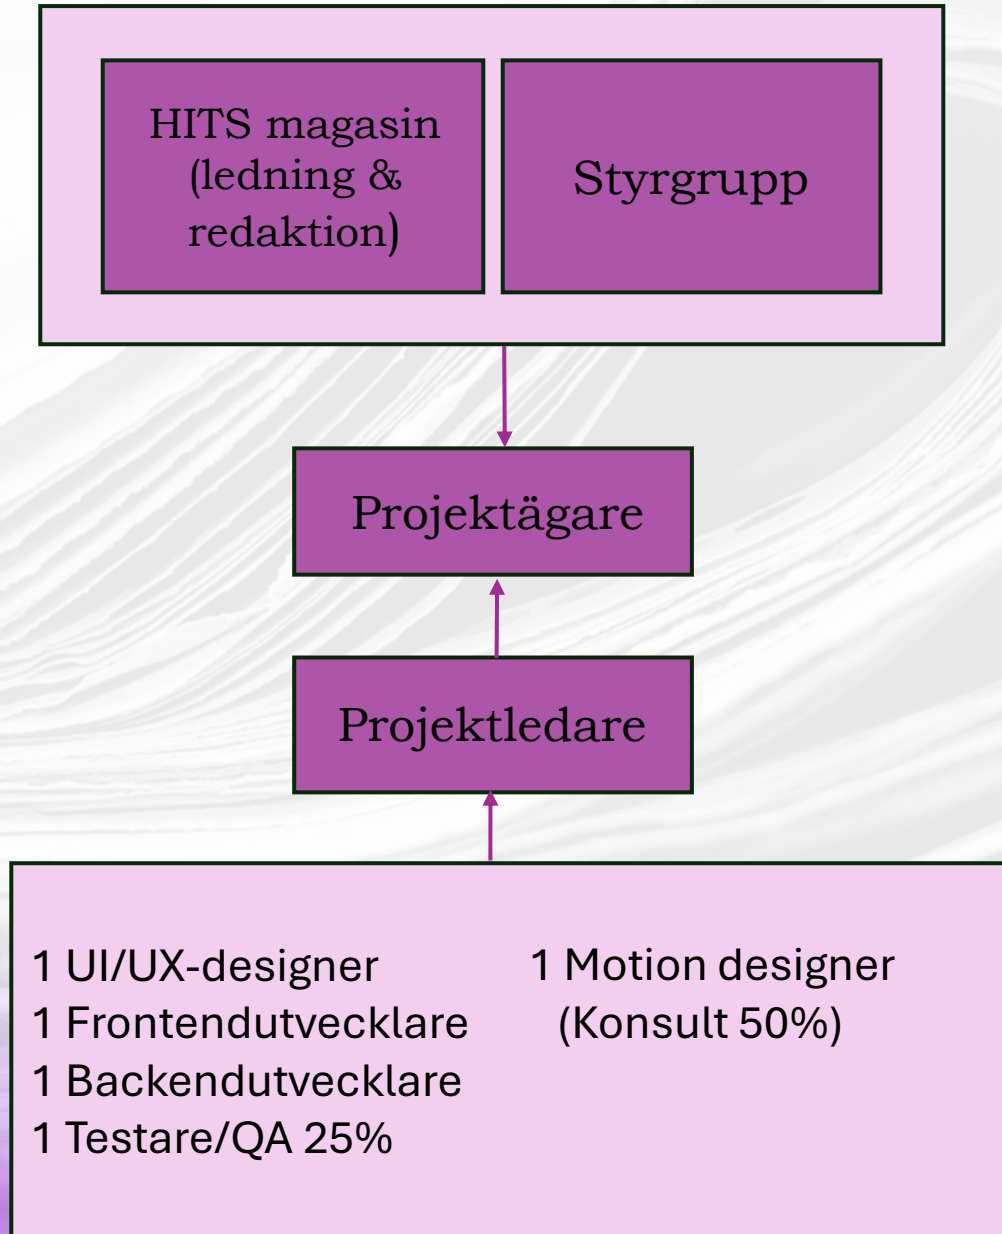 HITS magasin
(ledning &
redaktion)
Styrgrupp
Projektägare
Projektledare
1 UI/UX-designer
1 Frontendutvecklare
1 Backendutvecklare
1 Testare/QA 25%
1 Motion designer
(Konsult 50%)